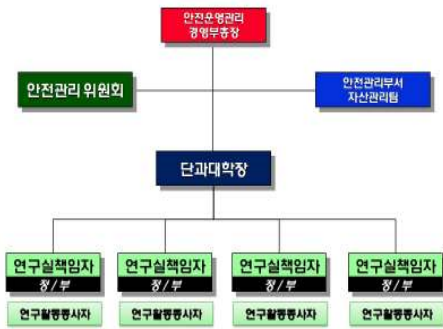 안전운영관리
경영부총장
안전관리 위원회
안전관리부서
자산관리팀
단과대학장
연구실책임자
연구실책임자
연구실책임자
연구실책임자
정/부
정/부
정/부
정/부
연구활동종사자
연구활동종사자
연구활동종사자
연구활동종사자